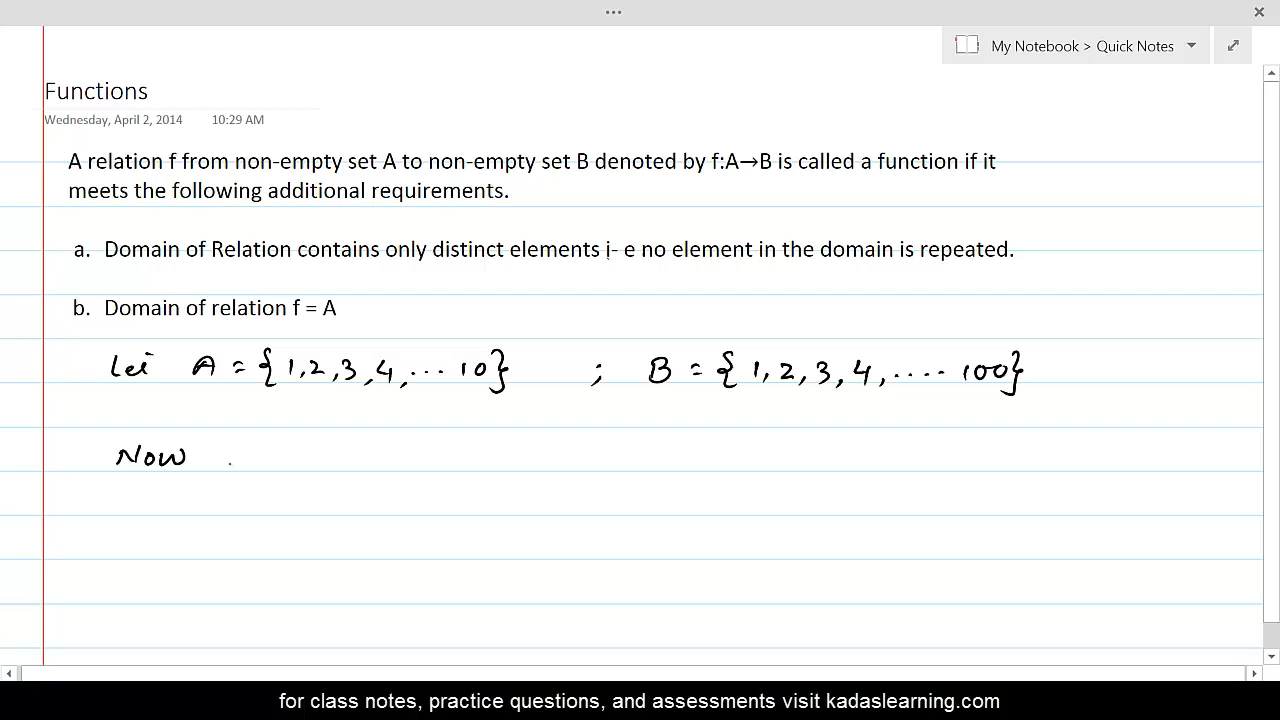 My Notebook > Quick Notes
Functions
Wednesday, April 2, 2014 10:29 AM
A relation f from non-empty set A to non-empty set B denoted by f:A→B is called a function if it
meets the following additional requirements.
a. Domain of Relation contains only distinct elements i- e no element in the domain is repeated.
b. Domain of relation f = A
Let A = {1,2,3,4,... 10} ; B = {1,2,3,4,.... 100}
Now
for class notes, practice questions, and assessments visit kadaslearning.com